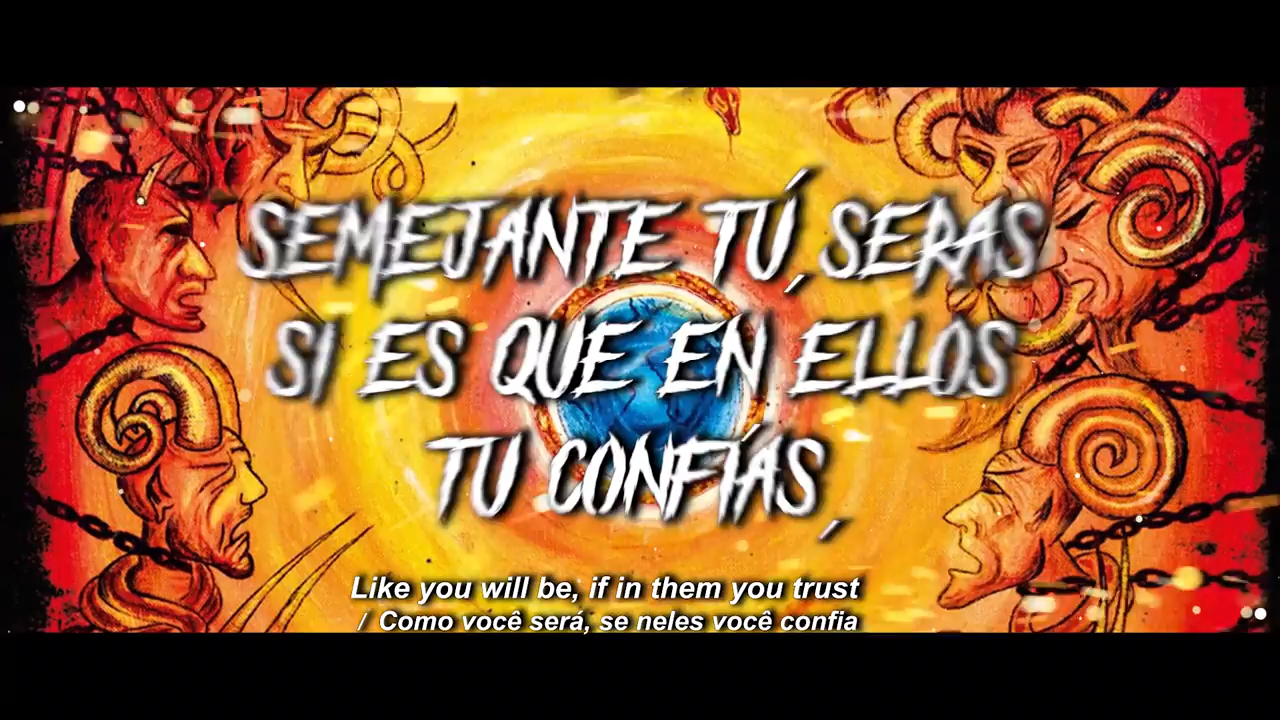 SEMEJANTE TÚ, SERAS
SI ES QUE EN ELLOS
TU CONFÍAS,
Like you will be, if in them you trust
/ Como você será, se neles você confia